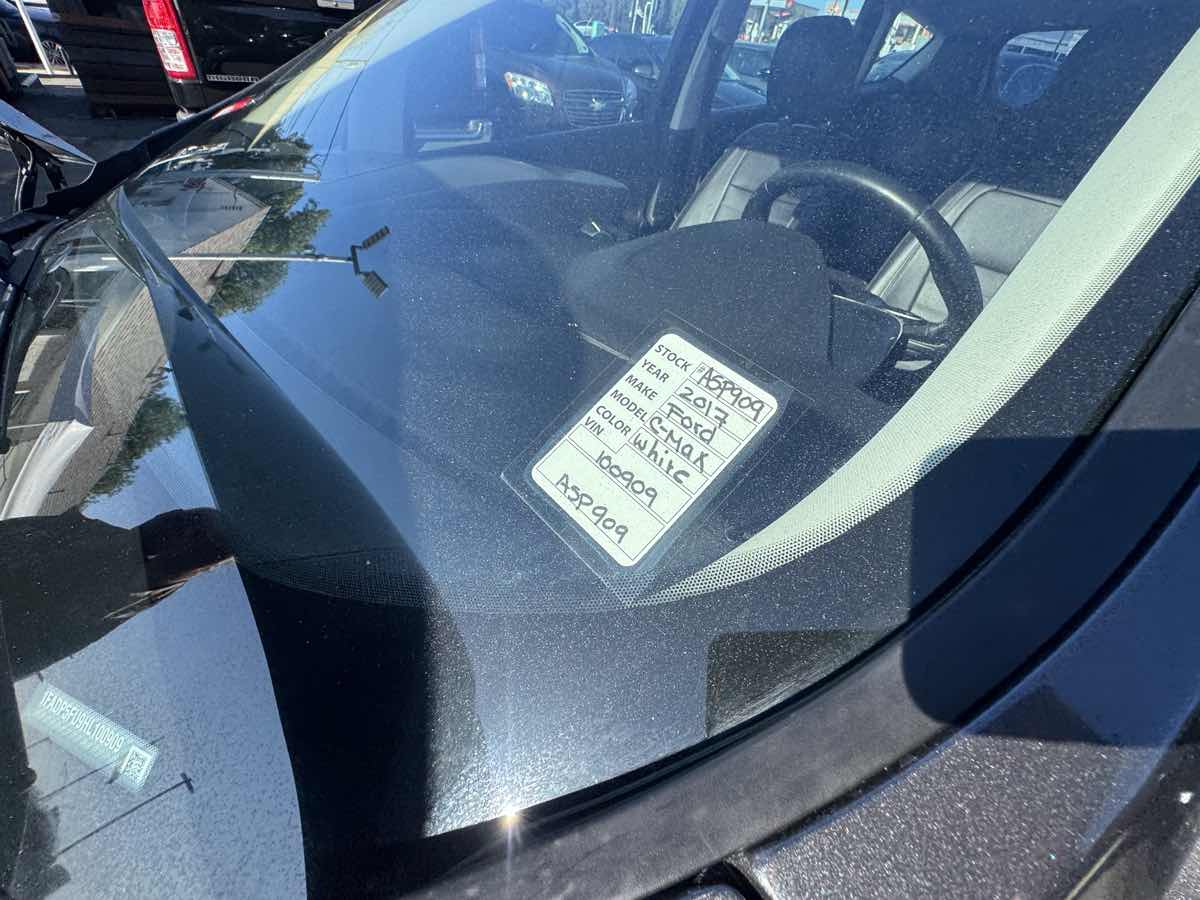 STOCK #ASP909
YEAR 2017
MAKE Ford
MODEL C-MAX
COLOR White
VIN
100909
ASP909